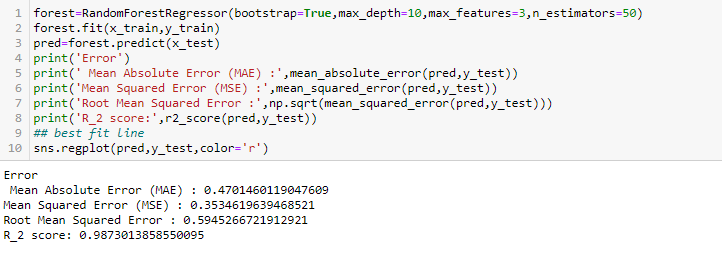 1 forest=RandomForestRegressor(bootstrap=True,max_depth=10,max_features=3,n_estimators=50)
2 forest.fit(x_train,y_train)
3 pred=forest.predict(x_test)
4 print('Error')
5 print(' Mean Absolute Error (MAE) :',mean_absolute_error(pred,y_test))
6 print('Mean Squared Error (MSE) :',mean_squared_error(pred,y_test))
7 print('Root Mean Squared Error :',np.sqrt(mean_squared_error(pred,y_test)))
8 print('R_2 score:',r2_score(pred,y_test))
9 ## best fit line
10 sns.regplot(pred,y_test,color='r')
Error
 Mean Absolute Error (MAE) : 0.4701460119047609
Mean Squared Error (MSE) : 0.3534619639468521
Root Mean Squared Error : 0.5945266721912921
R_2 score: 0.9873013858550095